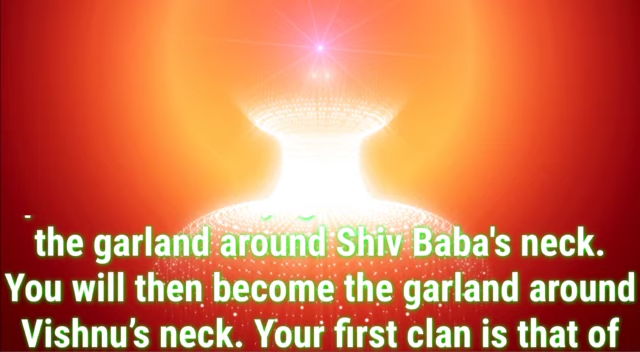 the garland around Shiv Baba's neck.
You will then become the garland around
Vishnu’s neck. Your first clan is that of